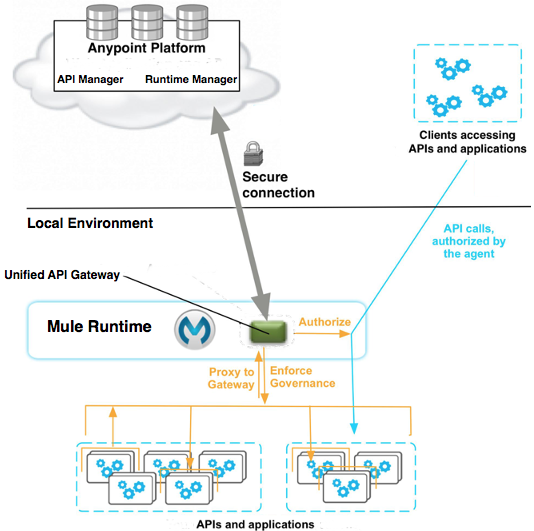 Anypoint Platform
API Manager
Runtime Manager
Clients accessing
APIs and applications
Secure
connection
Local Environment
API calls,
authorized by
the agent
Unified API Gateway
Mule Runtime
Authorize
Proxy to
Gateway
Enforce
Governance
APIs and applications